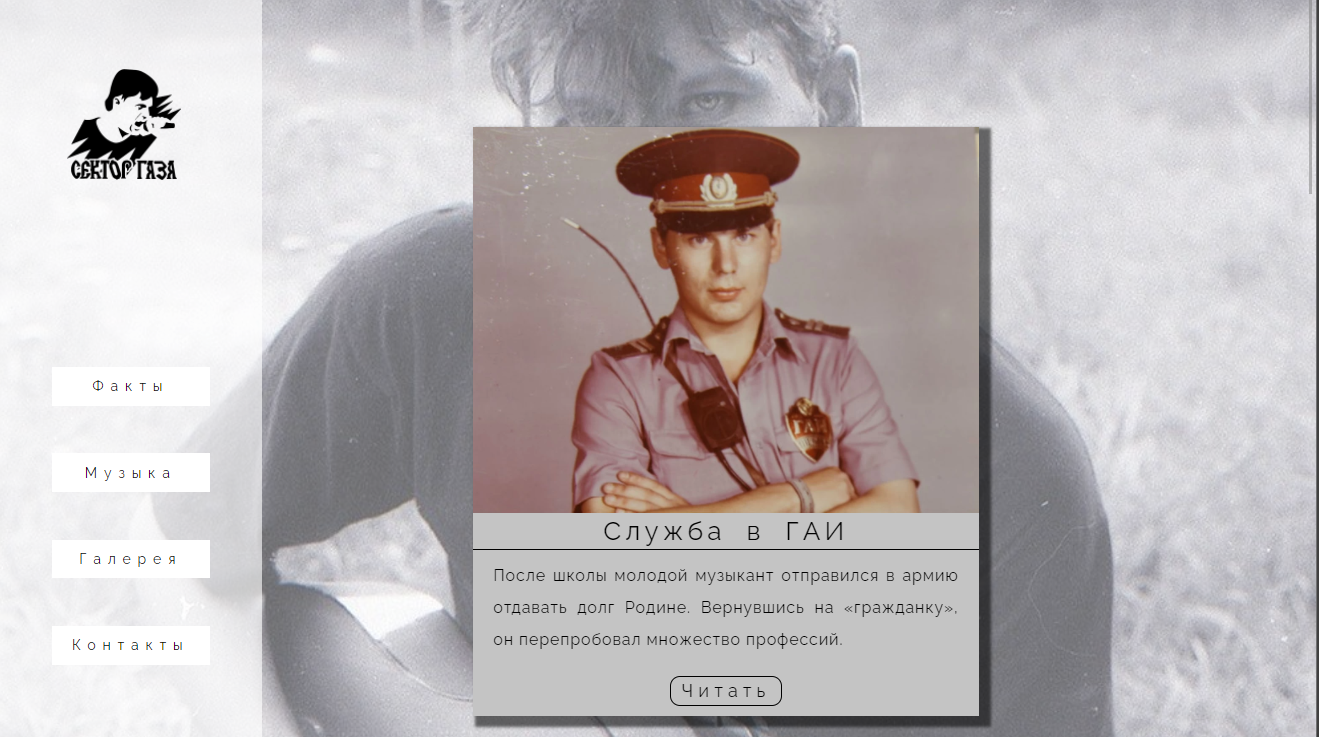 СЕКТОР ГАЗА
Факты
Музыка
Галерея
Контакты
ГАИ
Служба в ГАИ
После школы молодой музыкант отправился в армию
отдавать долг Родине. Вернувшись на «гражданку»,
он перепробовал множество профессий.
Читать